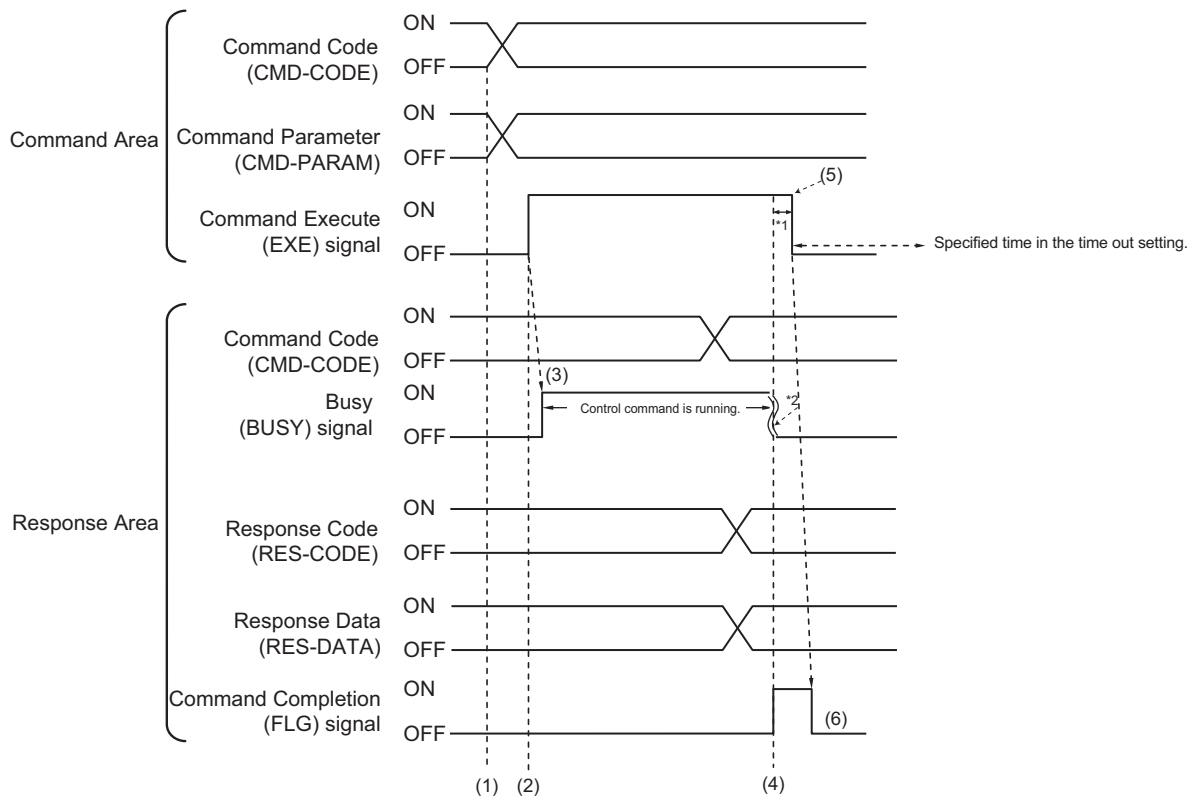 Command Area
Command Code
(CMD-CODE)
ON
OFF
Command Parameter
(CMD-PARAM)
ON
OFF
Command Execute
(EXE) signal
ON
OFF
(5)
*1
Specified time in the time out setting.
Response Area
Command Code
(CMD-CODE)
ON
OFF
Busy
(BUSY) signal
ON
OFF
(3)
Control command is running.
*2
Response Code
(RES-CODE)
ON
OFF
Response Data
(RES-DATA)
ON
OFF
Command Completion
(FLG) signal
ON
OFF
(6)
(1)
(2)
(4)